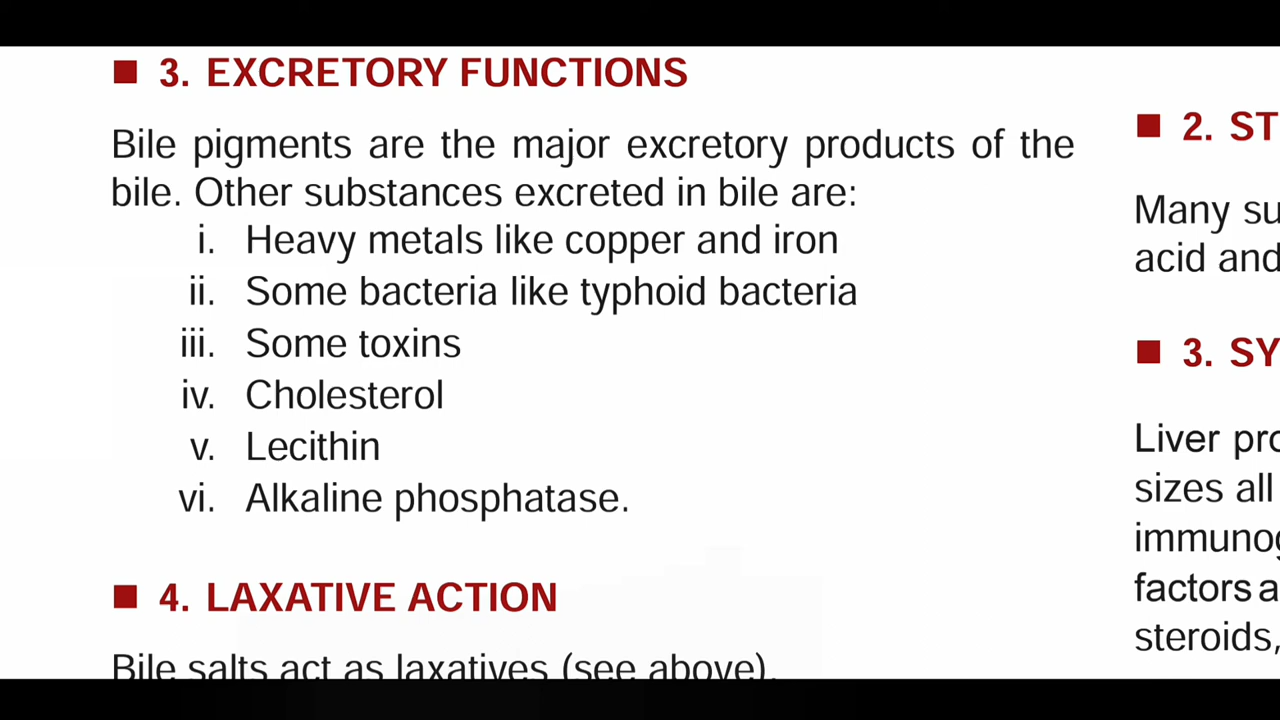 3. EXCRETORY FUNCTIONS
Bile pigments are the major excretory products of the
bile. Other substances excreted in bile are:
i. Heavy metals like copper and iron
ii. Some bacteria like typhoid bacteria
iii. Some toxins
iv. Cholesterol
v. Lecithin
vi. Alkaline phosphatase.
4. LAXATIVE ACTION
Bile salts act as laxatives (see above).
2. ST
Many su
acid and
3. SY
Liver pro
sizes all
immunog
factors a
steroids,